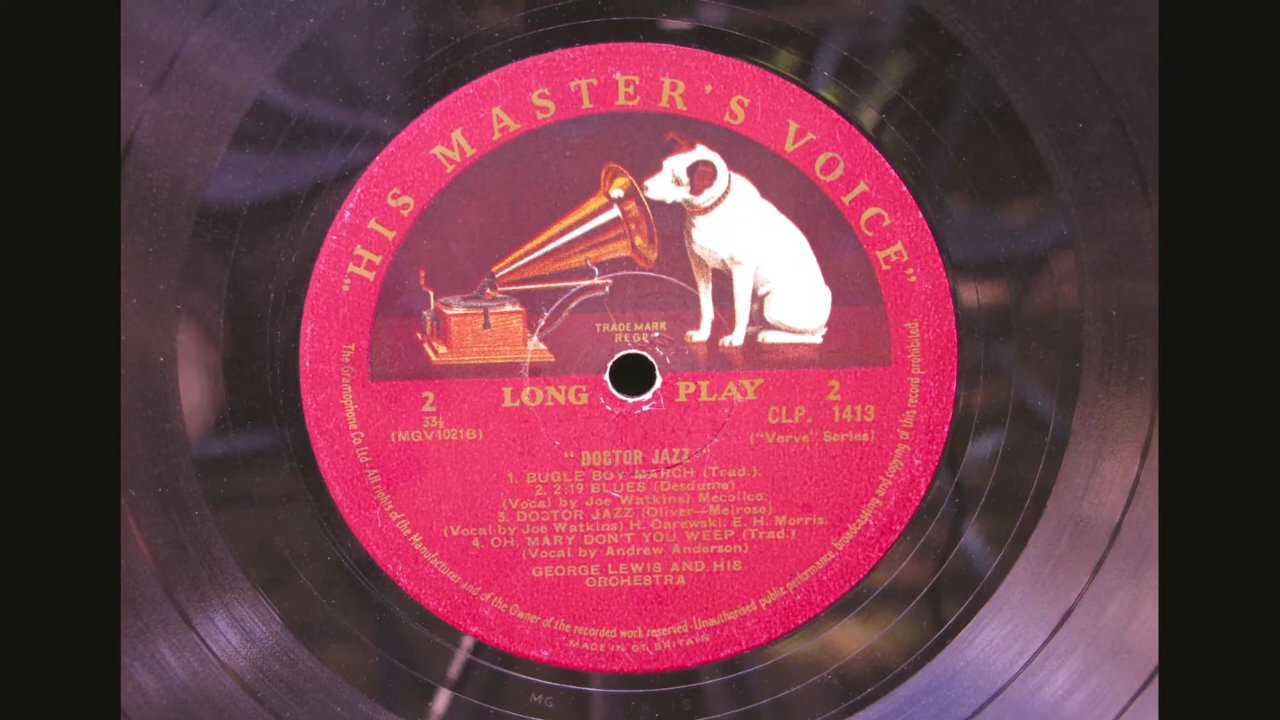 "HIS MASTER'S VOICE"
TRADE MARK
REGD
LONG PLAY
2
33⅓
(MGV1021B)
2
CLP. 1413
("Verve" Series)
"DOCTOR JAZZ"
1. BUGLE BOY MARCH (Trad.).
2. 2:19 BLUES (Desdume)
(Vocal by Joe Watkins) Mecolico.
3. DOCTOR JAZZ (Oliver—Melrose)
(Vocal by Joe Watkins) H. Darewski. E. H. Morris.
4. OH, MARY DON'T YOU WEEP (Trad.)
(Vocal by Andrew Anderson)
GEORGE LEWIS AND HIS
ORCHESTRA
The Gramophone Co. Ltd. All rights of the Manufacturer and of the Owner of the recorded work reserved. Unauthorised public performance, broadcasting and copying of this record prohibited.
MADE IN GT. BRITAIN
MG